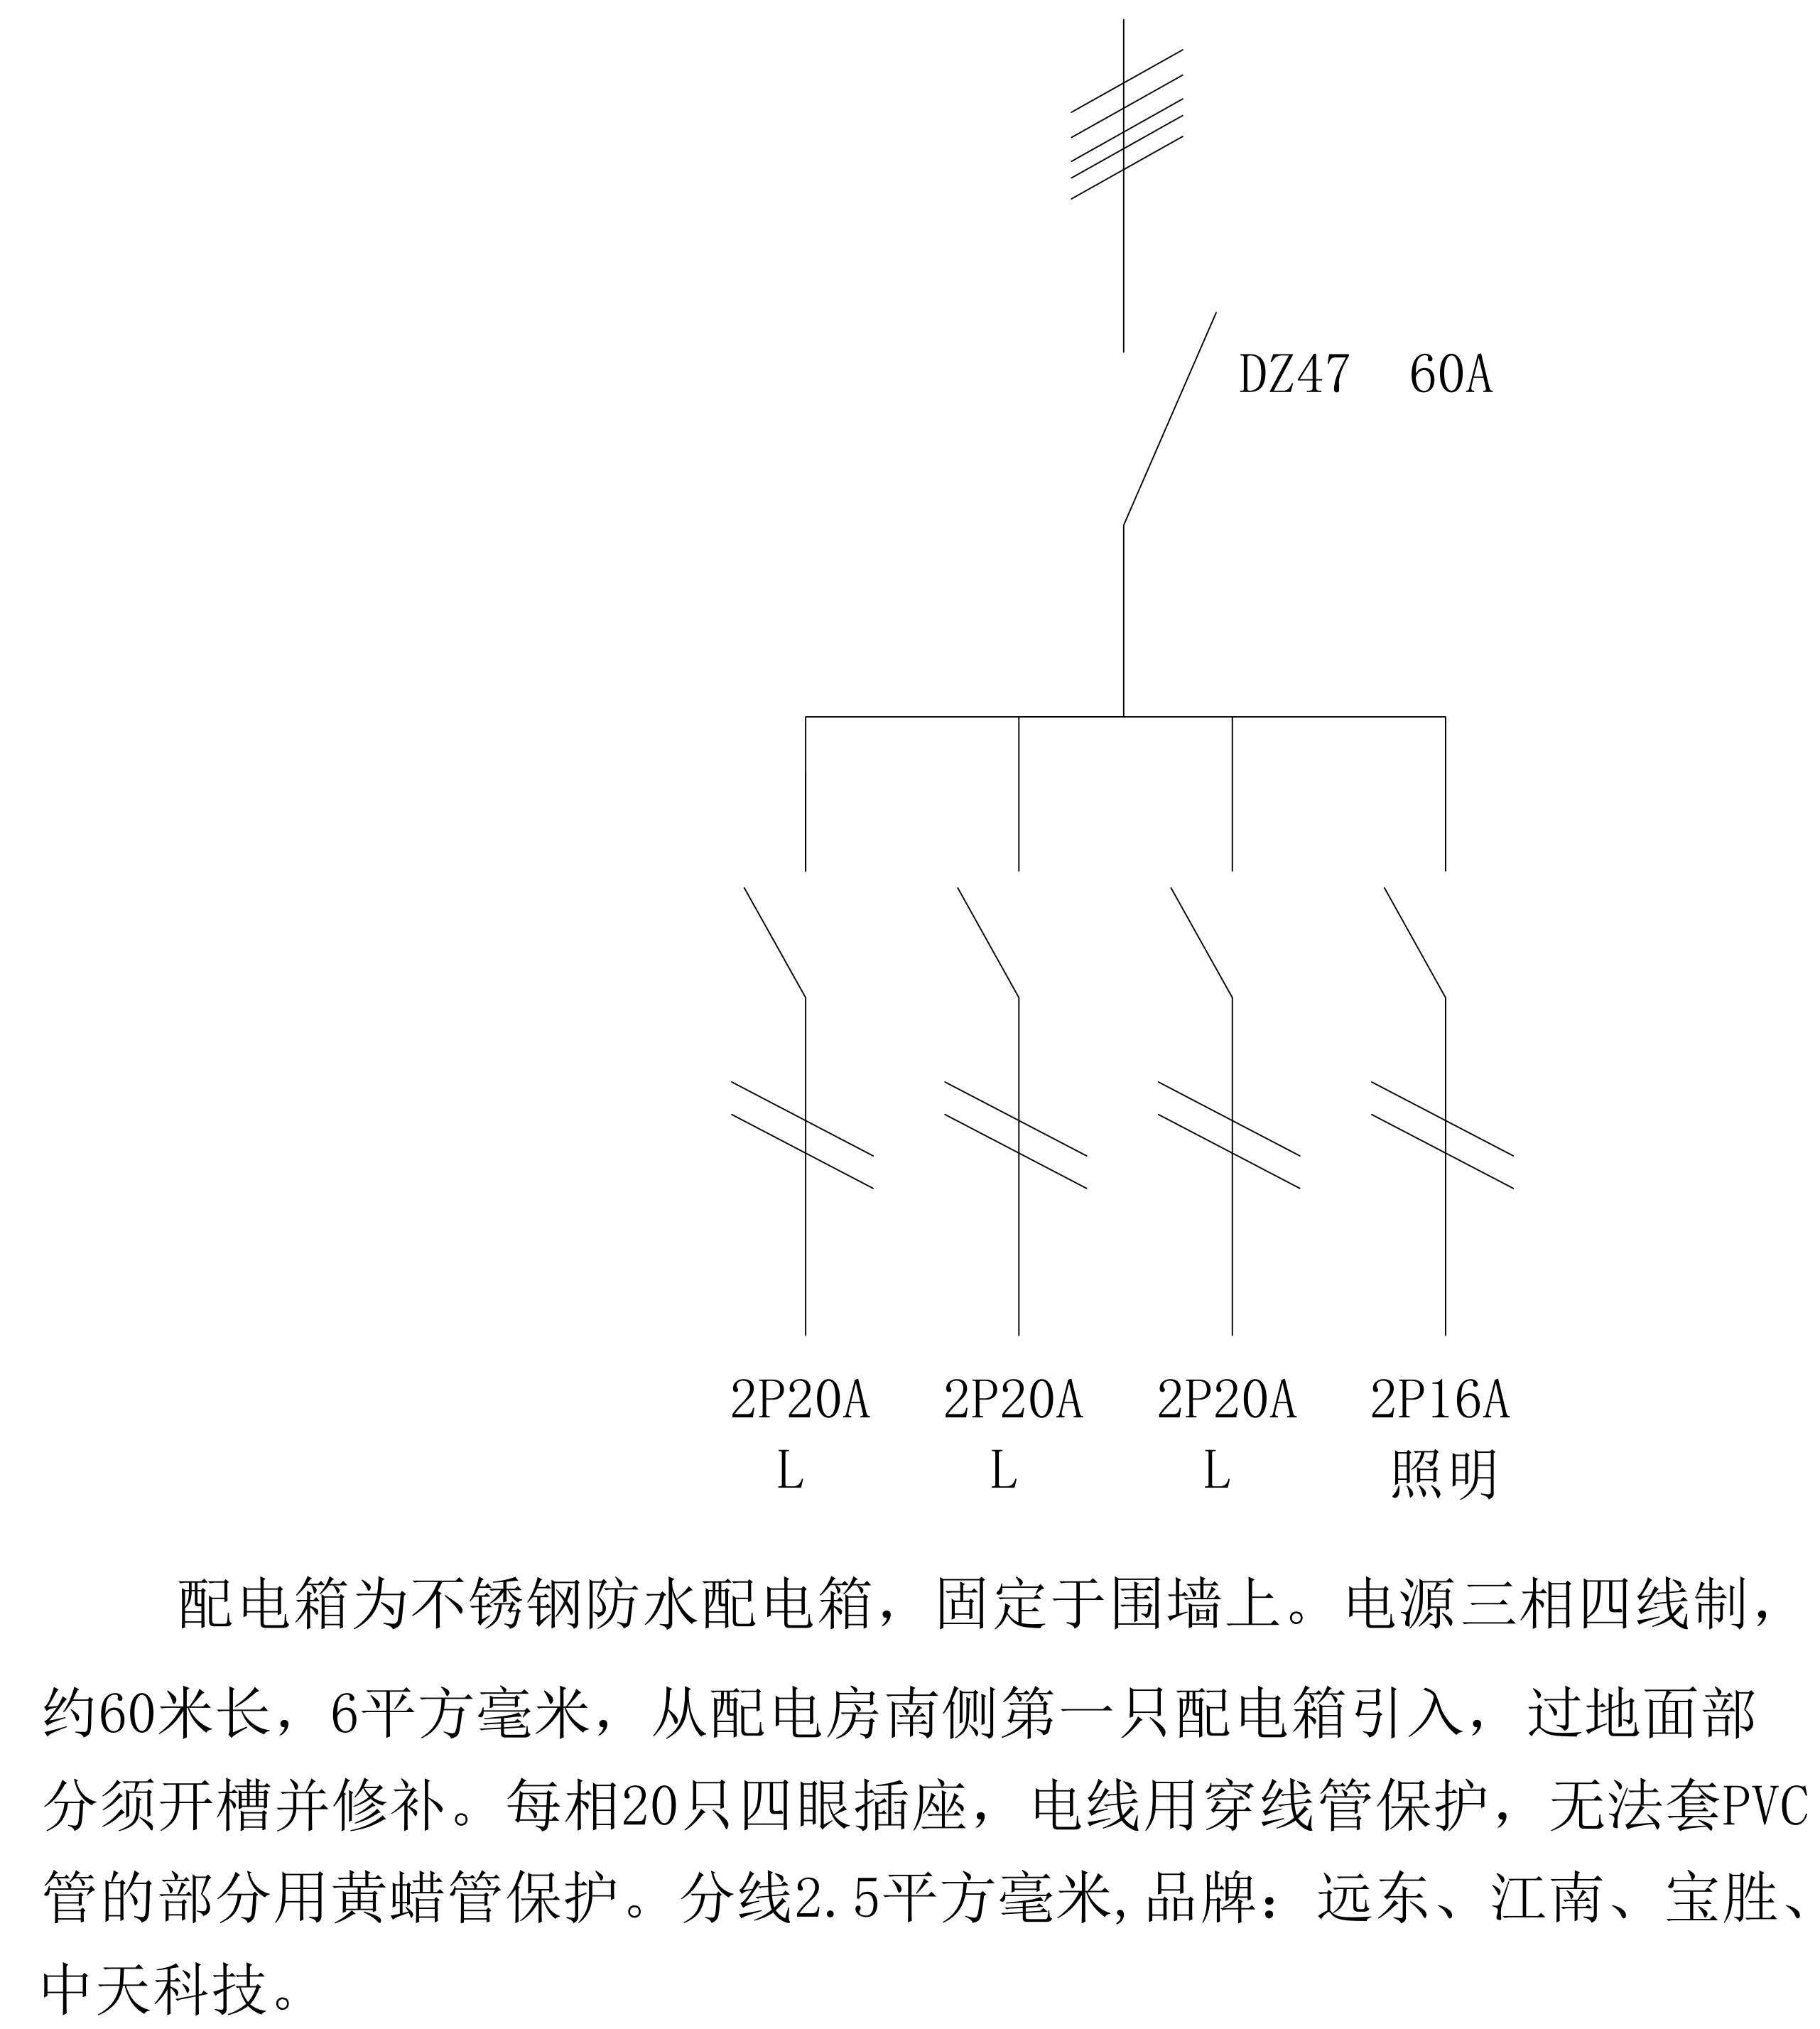 DZ47  60A
2P20A 2P20A 2P20A 2P16A
L L L 照明
配电箱为不锈钢防水配电箱，固定于围墙上。电源三相四线制，
约60米长，6平方毫米，从配电房南侧第一只配电箱引入，过地面部
分须开槽并修补。每相20只四眼插座，电线用穿线管保护，无法套PVC
管的部分用黄蜡管保护。分线2.5平方毫米,品牌：远东、江南、宝胜、
中天科技。